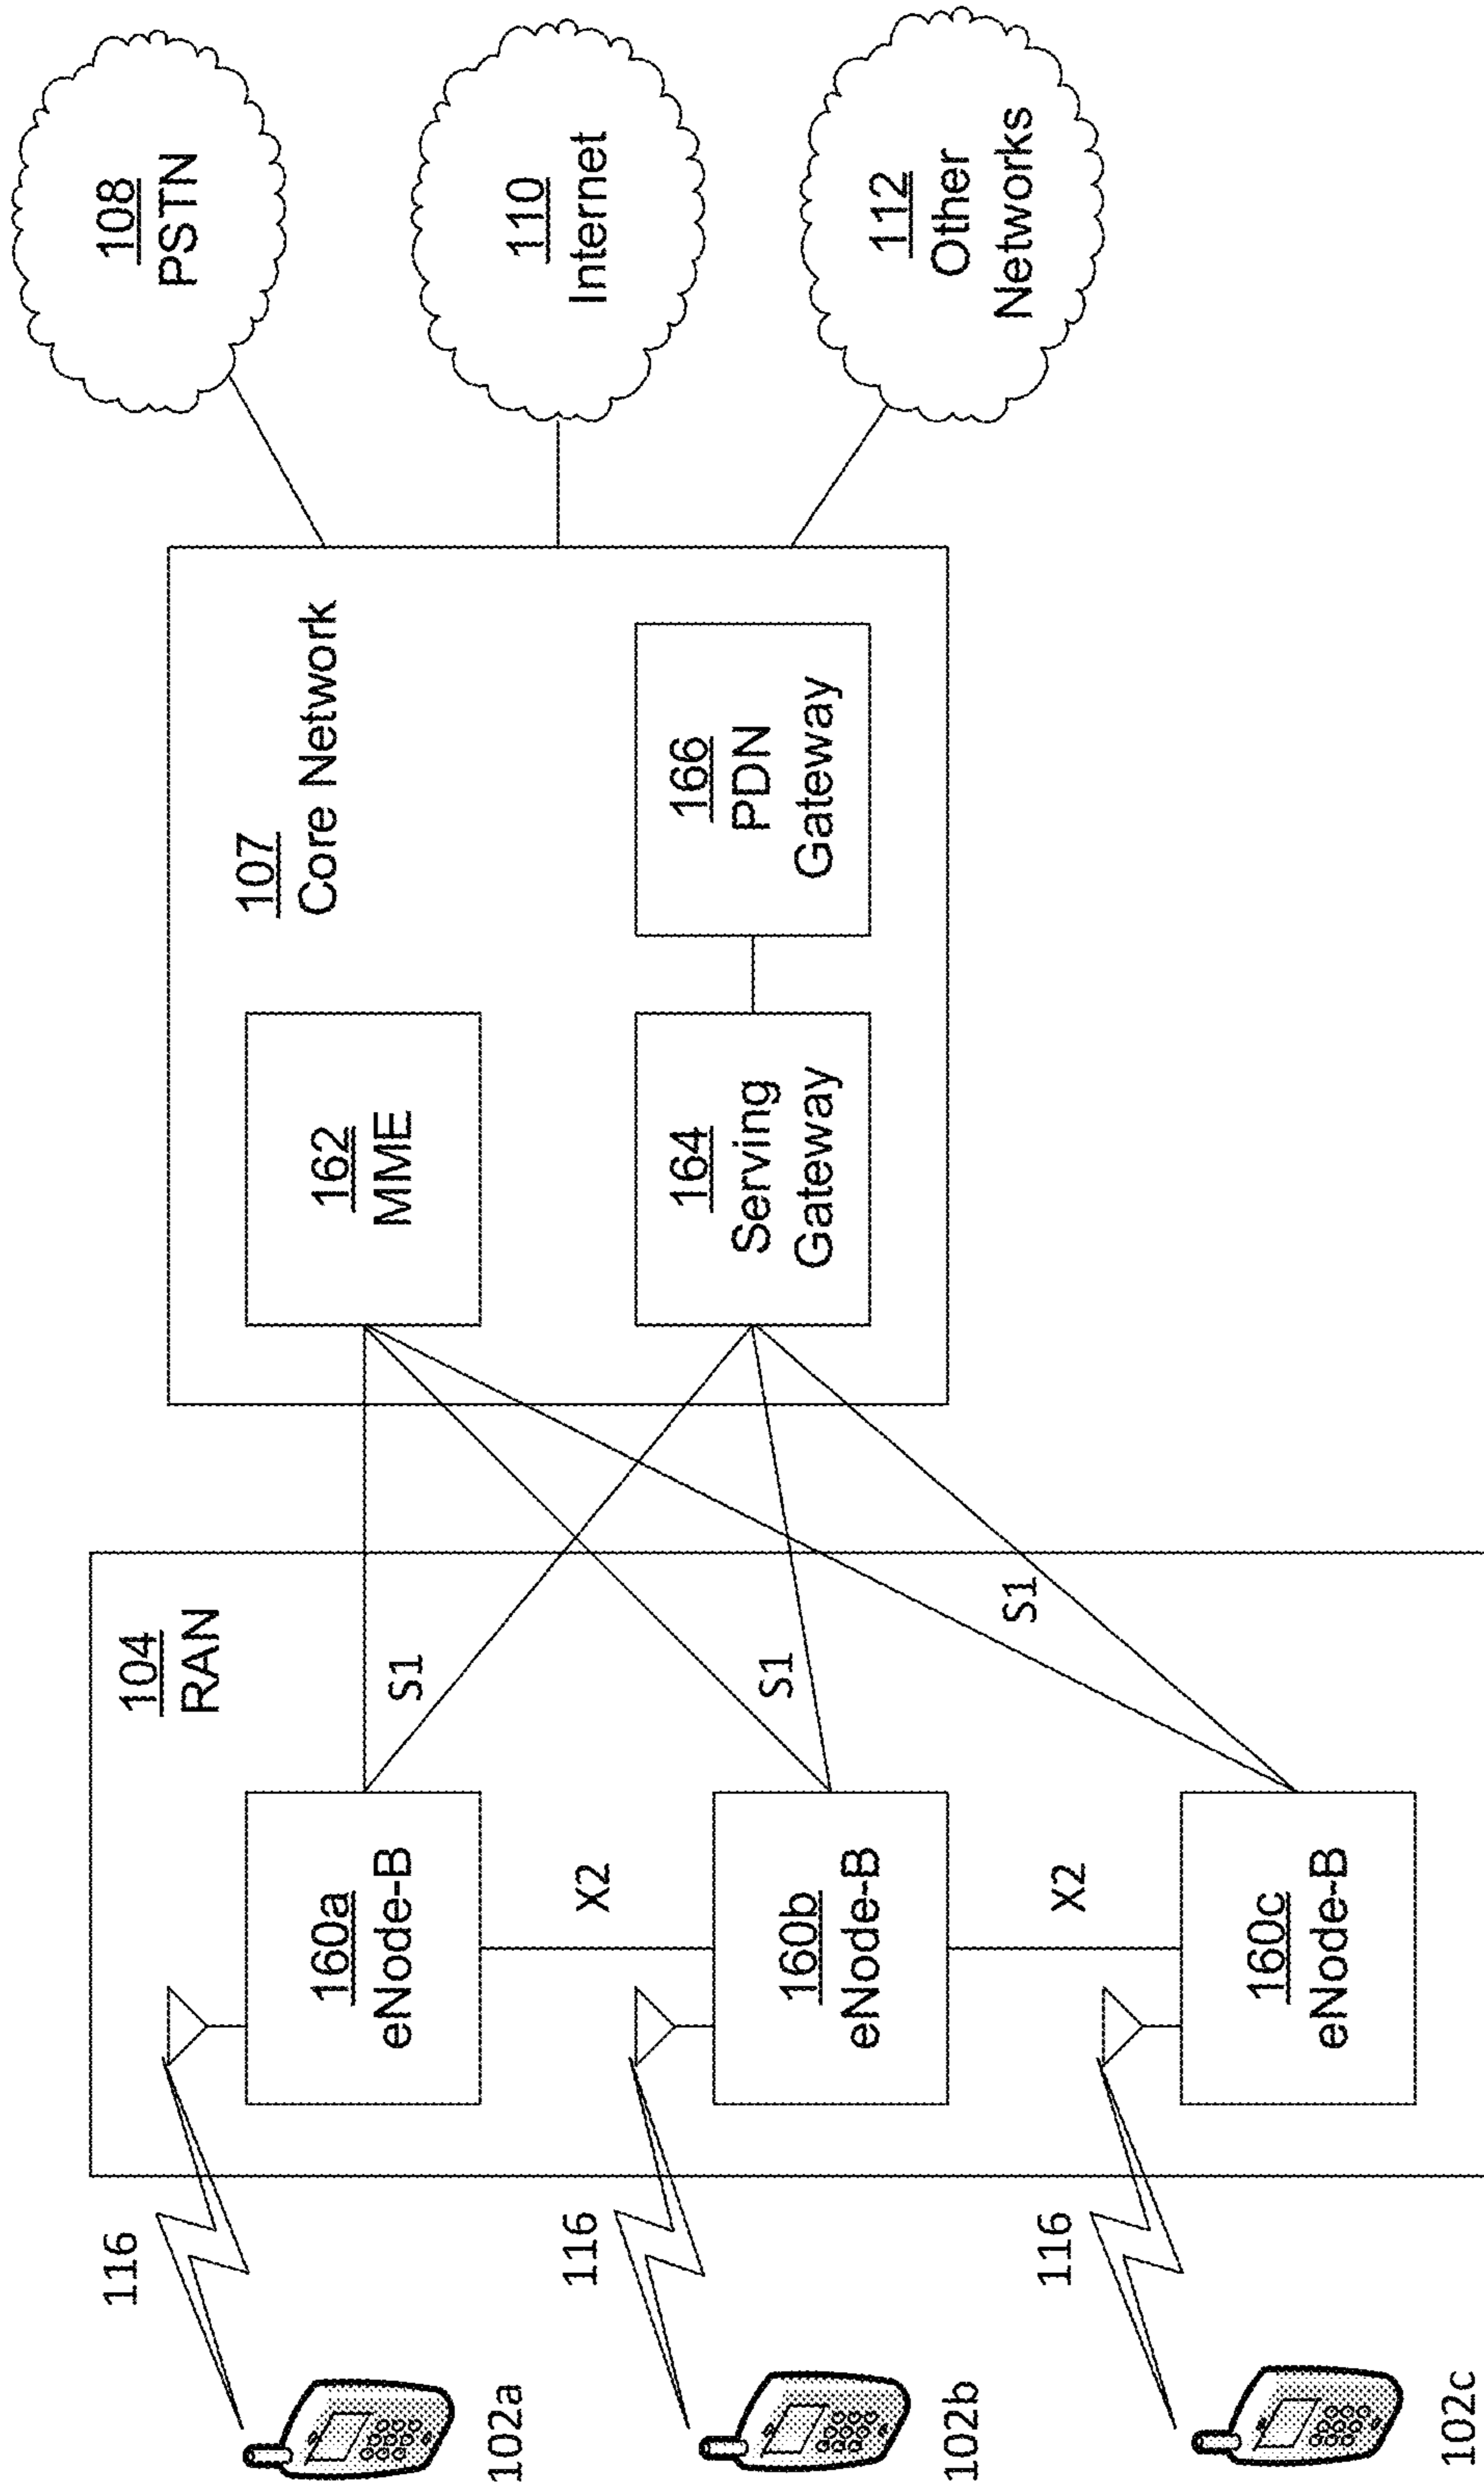 116
102a
116
102b
116
102c
104
RAN
160a
eNode-B
X2
160b
eNode-B
X2
160c
eNode-B
S1
S1
S1
107
Core Network
162
MME
164
Serving
Gateway
166
PDN
Gateway
108
PSTN
110
Internet
112
Other
Networks